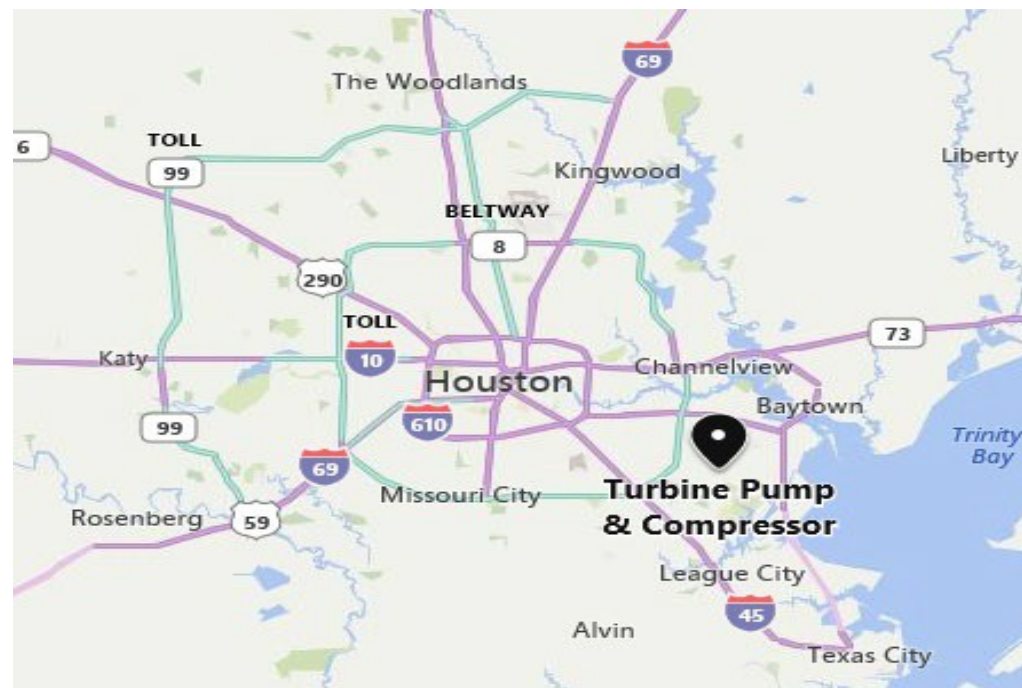 69
The Woodlands
TOLL
6
99
Liberty
Kingwood
BELTWAY
8
290
TOLL
73
Katy
10
Channelview
Houston
Baytown
610
99
Trinity
Bay
69
Missouri City
Turbine Pump
& Compressor
Rosenberg
59
League City
45
Alvin
Texas City